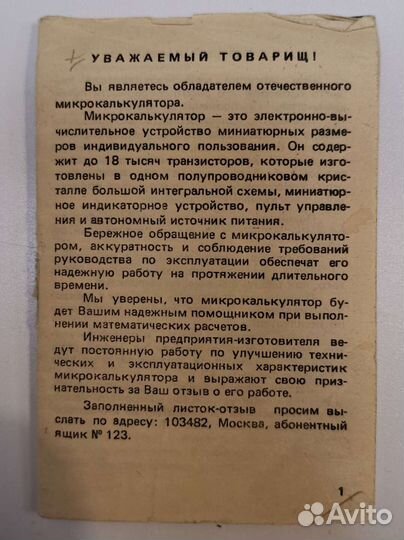 УВАЖАЕМЫЙ ТОВАРИЩ!
Вы являетесь обладателем отечественного
микрокалькулятора.
Микрокалькулятор — это электронно-вы-
числительное устройство миниатюрных разме-
ров индивидуального пользования. Он содер-
жит до 18 тысяч транзисторов, которые изго-
товлены в одном полупроводниковом крис-
талле большой интегральной схемы, миниатюр-
ное индикаторное устройство, пульт управле-
ния и автономный источник питания.
Бережное обращение с микрокалькулято-
ром, аккуратность и соблюдение требований
руководства по эксплуатации обеспечат его
надежную работу на протяжении длительного
времени.
Мы уверены, что микрокалькулятор бу-
дет Вашим надежным помощником при выпол-
нении математических расчетов.
Инженеры предприятия-изготовителя ве-
дут постоянную работу по улучшению техни-
ческих и эксплуатационных характеристик
микрокалькулятора и выражают свою приз-
нательность за Ваш отзыв о его работе.
Заполненный листок-отзыв просим вы-
слать по адресу: 103482, Москва, абонентный
ящик № 123.
1
Avito